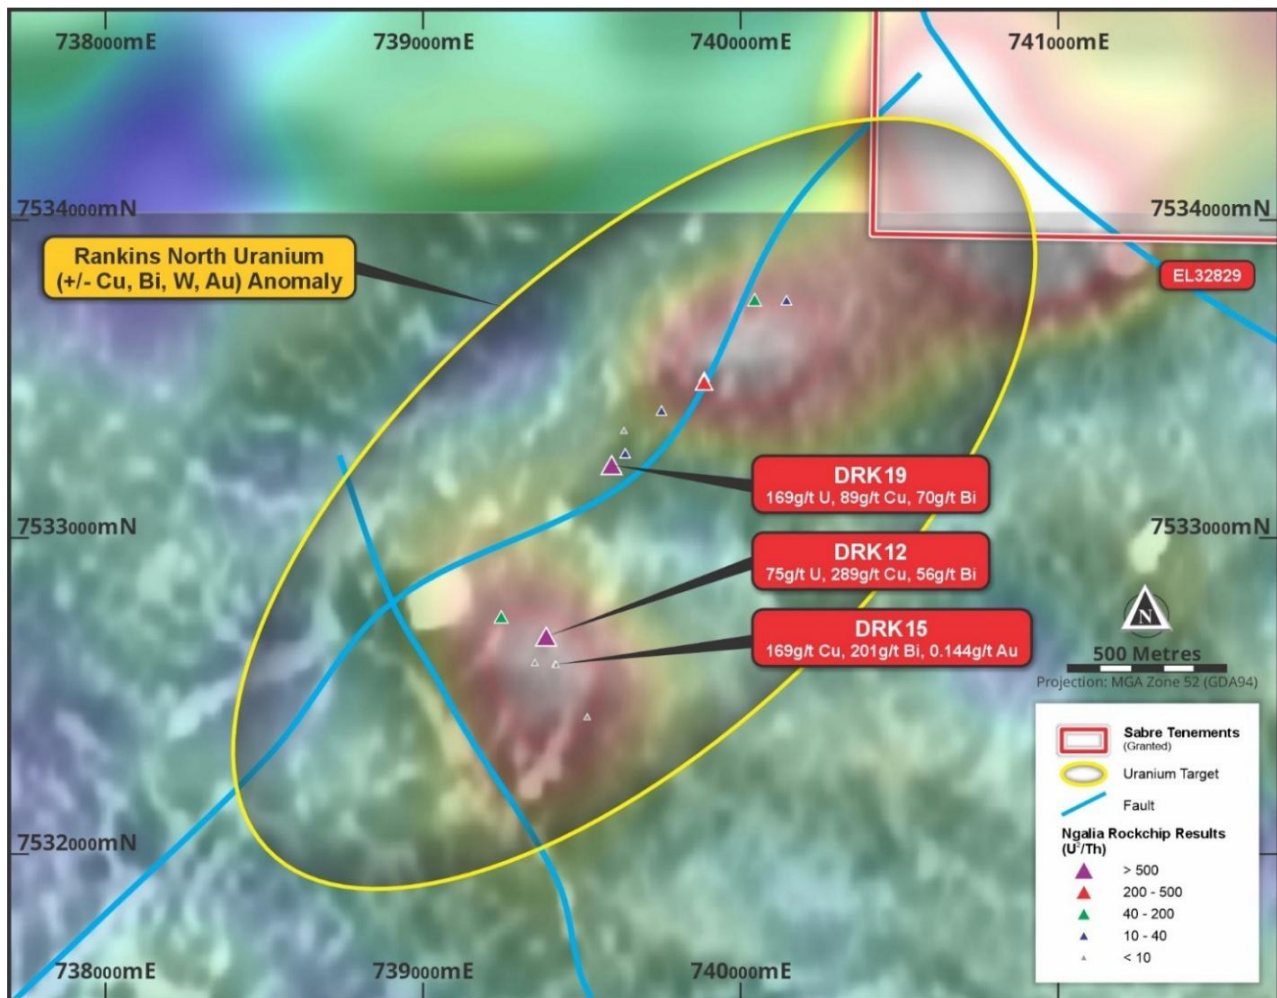 738000mE
739000mE
740000mE
741000mE
7534000mN
7534000mN
Rankins North Uranium
(+/- Cu, Bi, W, Au) Anomaly
EL32829
DRK19
169g/t U, 89g/t Cu, 70g/t Bi
7533000mN
7533000mN
DRK12
75g/t U, 289g/t Cu, 56g/t Bi
DRK15
169g/t Cu, 201g/t Bi, 0.144g/t Au
N
500 Metres
Projection: MGA Zone 52 (GDA94)
Sabre Tenements
(Granted)
Uranium Target
Fault
Ngalia Rockchip Results
(U²/Th)
> 500
200 - 500
40 - 200
10 - 40
< 10
7532000mN
738000mE
739000mE
740000mE